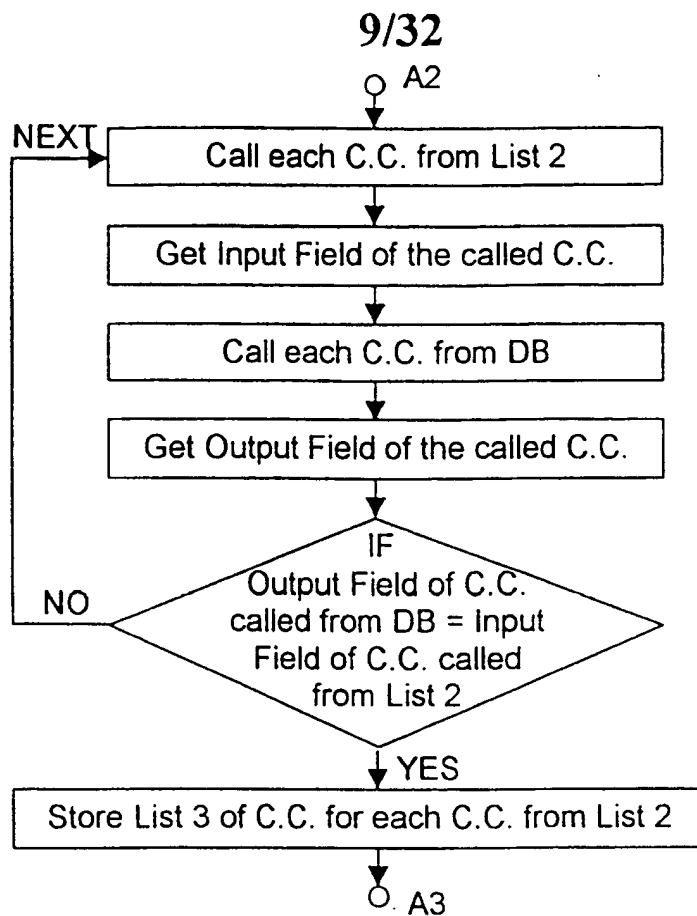 9/32
A2
NEXT
Call each C.C. from List 2
Get Input Field of the called C.C.
Call each C.C. from DB
Get Output Field of the called C.C.
IF
Output Field of C.C.
called from DB = Input
Field of C.C. called
from List 2
NO
YES
Store List 3 of C.C. for each C.C. from List 2
A3